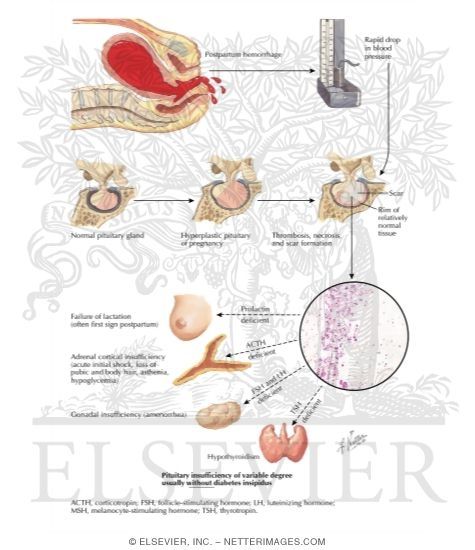 Postpartum hemorrhage
Rapid drop
in blood
pressure
Scar
Rim of
relatively
normal
tissue
Normal pituitary gland
Hyperplastic pituitary
of pregnancy
Thrombosis, necrosis,
and scar formation
Failure of lactation
(often first sign postpartum)
Prolactin
deficient
Adrenal cortical insufficiency
(acute initial shock, loss of
pubic and body hair, asthenia,
hypoglycemia)
ACTH
deficient
FSH and LH
deficient
Gonadal insufficiency (amenorrhea)
TSH
deficient
Hypothyroidism
Pituitary insufficiency of variable degree
usually without diabetes insipidus
ACTH, corticotropin; FSH, follicle-stimulating hormone; LH, luteinizing hormone;
MSH, melanocyte-stimulating hormone; TSH, thyrotropin.
ELSEVIER
© ELSEVIER, INC. – NETTERIMAGES.COM